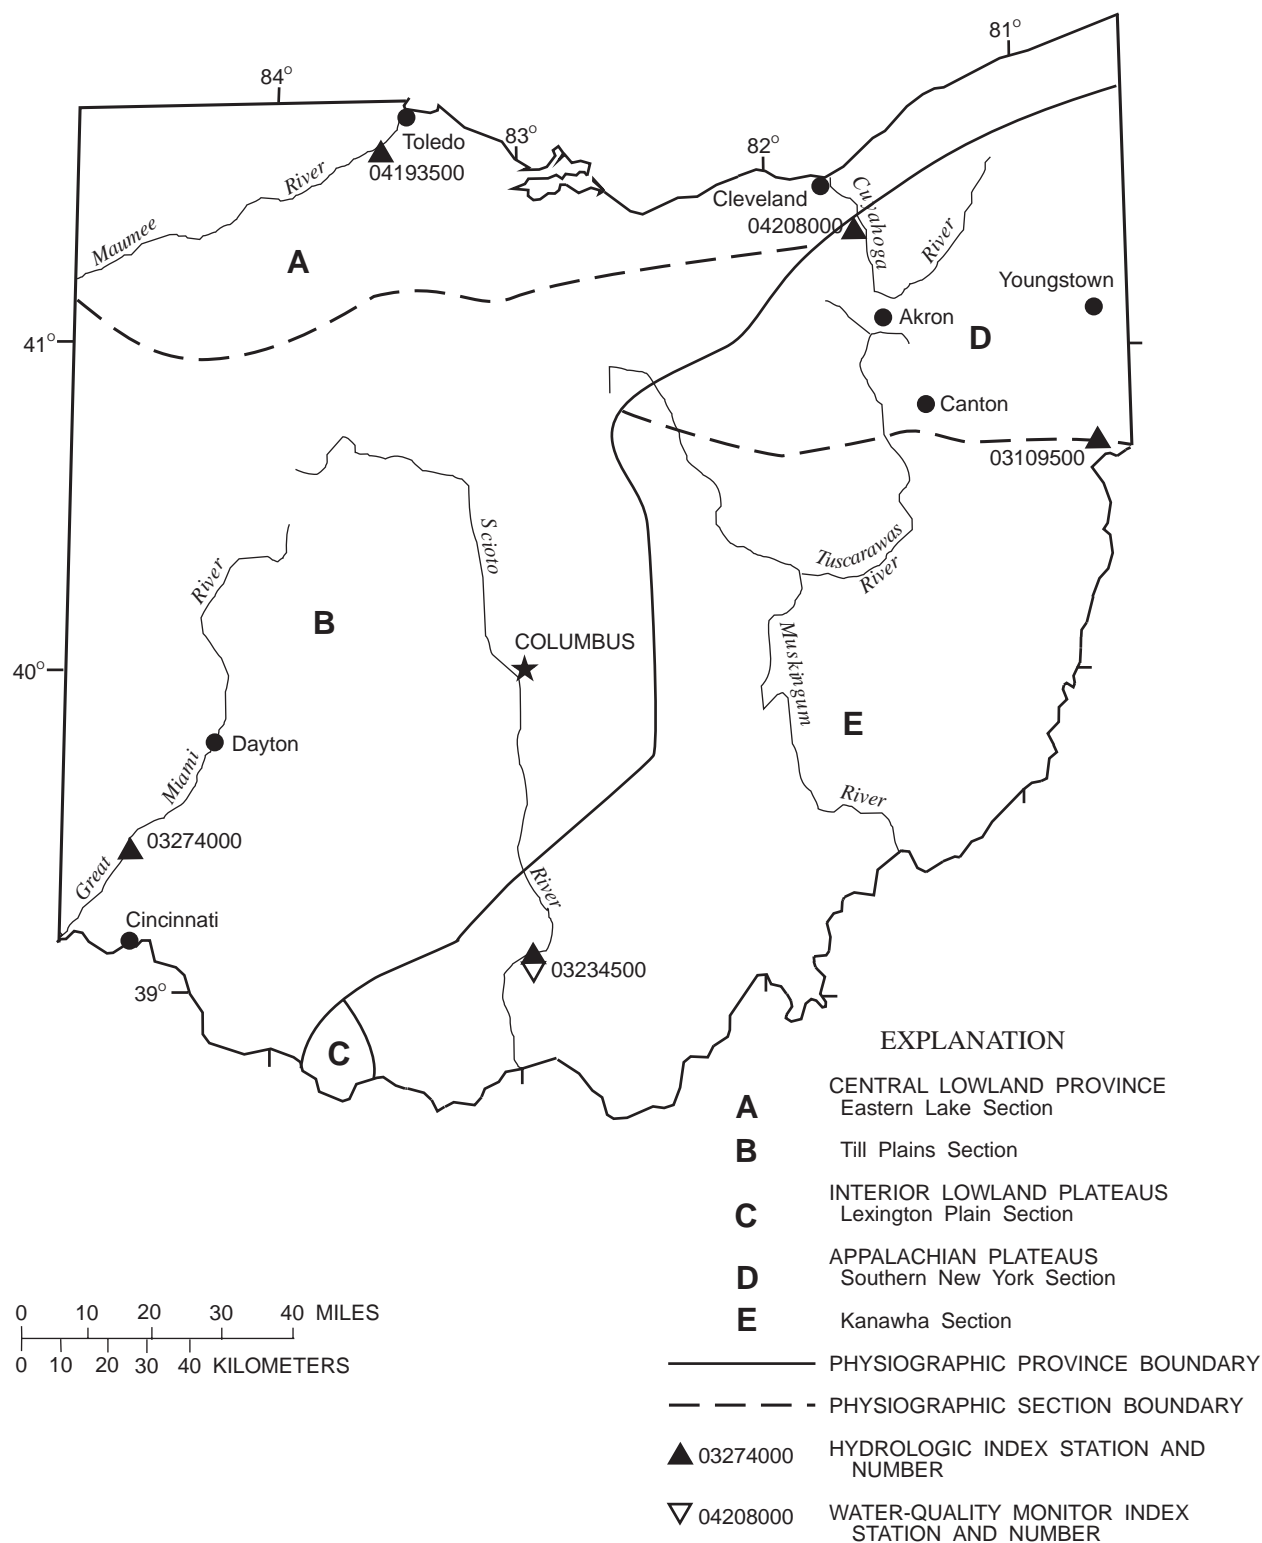 81°
84°
83°
82°
Toledo
04193500
River
Maumee
Cleveland
04208000
Cuyahoga
River
A
Youngstown
Akron
D
41°
Canton
03109500
Scioto
Tuscarawas
River
River
B
COLUMBUS
Muskingum
40°
E
Dayton
Miami
River
03274000
Great
River
Cincinnati
03234500
39°
C
EXPLANATION
CENTRAL LOWLAND PROVINCE
A Eastern Lake Section
B Till Plains Section
INTERIOR LOWLAND PLATEAUS
C Lexington Plain Section
APPALACHIAN PLATEAUS
D Southern New York Section
E Kanawha Section
PHYSIOGRAPHIC PROVINCE BOUNDARY
PHYSIOGRAPHIC SECTION BOUNDARY
03274000 HYDROLOGIC INDEX STATION AND
NUMBER
04208000 WATER-QUALITY MONITOR INDEX
STATION AND NUMBER
0 10 20 30 40 MILES
0 10 20 30 40 KILOMETERS